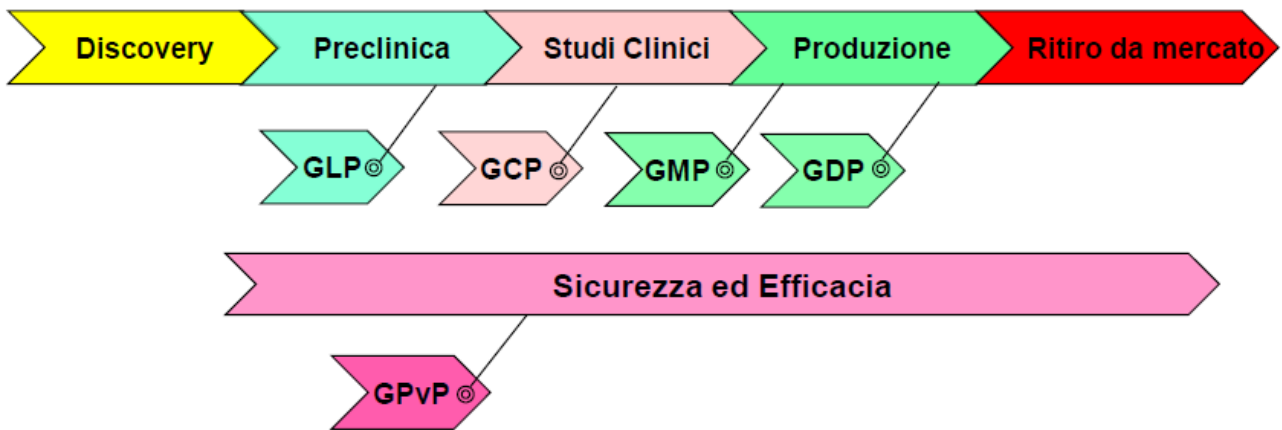 Discovery
Preclinica
Studi Clinici
Produzione
Ritiro da mercato
GLP
GCP
GMP
GDP
Sicurezza ed Efficacia
GPvP